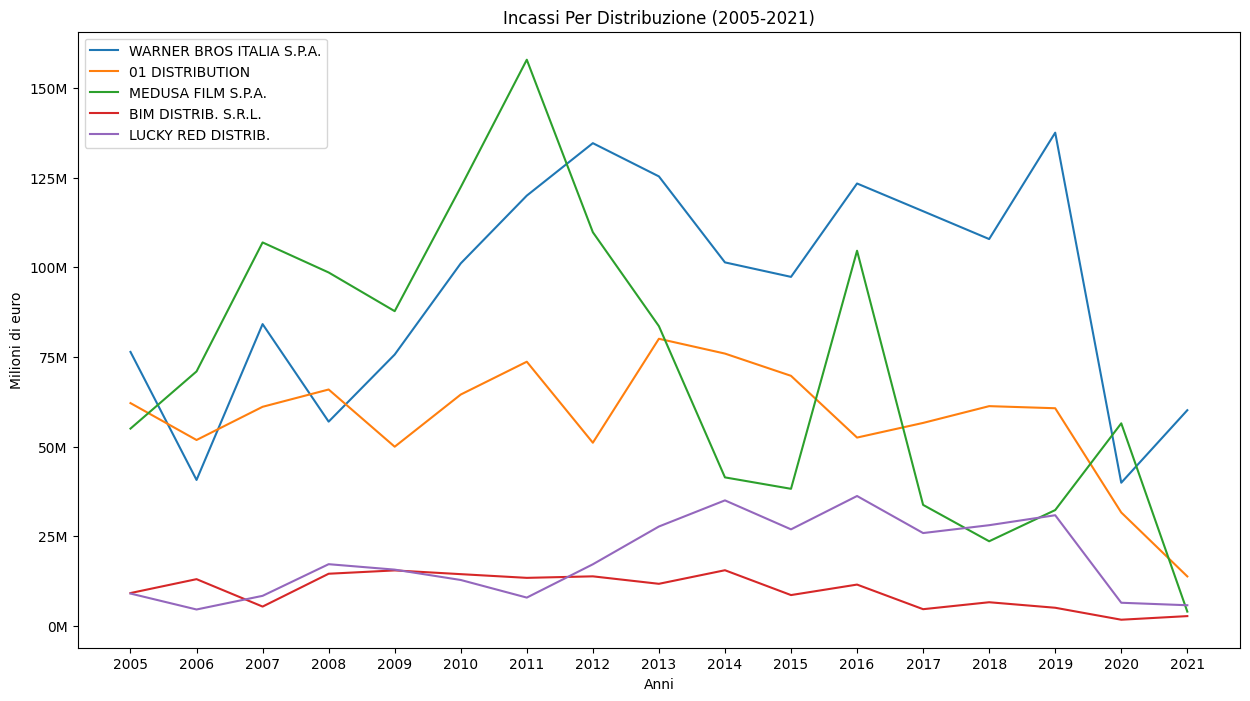 Incassi Per Distribuzione (2005-2021)
WARNER BROS ITALIA S.P.A.
01 DISTRIBUTION
MEDUSA FILM S.P.A.
BIM DISTRIB. S.R.L.
LUCKY RED DISTRIB.
150M
125M
100M
75M
50M
25M
0M
Milioni di euro
2005 2006 2007 2008 2009 2010 2011 2012 2013 2014 2015 2016 2017 2018 2019 2020 2021
Anni